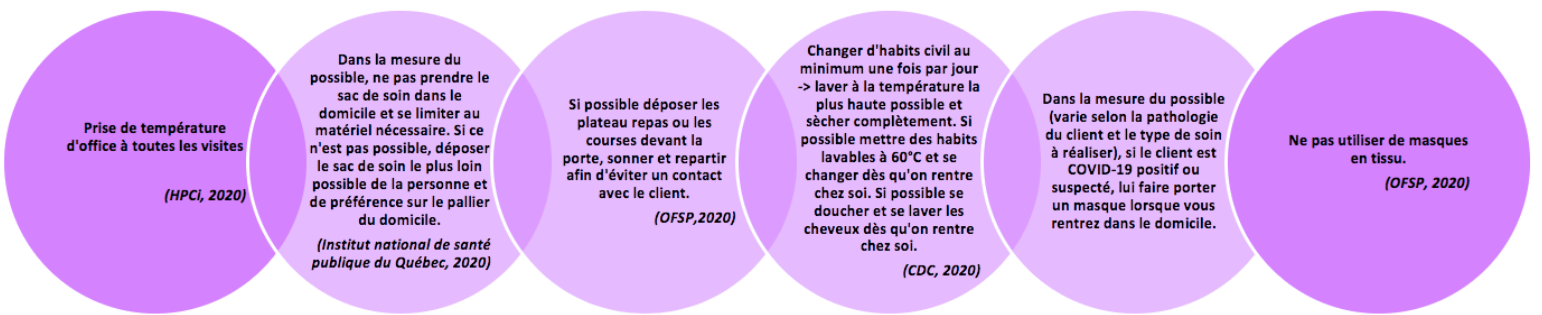 Prise de température
d'office à toutes les visites
(HPCi, 2020)
Dans la mesure du
possible, ne pas prendre le
sac de soin dans le
domicile et se limiter au
matériel nécessaire. Si ce
n'est pas possible, déposer
le sac de soin le plus loin
possible de la personne et
de préférence sur le pallier
du domicile.
(Institut national de santé
publique du Québec, 2020)
Si possible déposer les
plateau repas ou les
courses devant la
porte, sonner et repartir
afin d'éviter un contact
avec le client.
(OFSP,2020)
Changer d'habits civil au
minimum une fois par jour
-> laver à la température la
plus haute possible et
sècher complètement. Si
possible mettre des habits
lavables à 60°C et se
changer dès qu'on rentre
chez soi. Si possible se
doucher et se laver les
cheveux dès qu'on rentre
chez soi.
(CDC, 2020)
Dans la mesure du possible
(varie selon la pathologie
du client et le type de soin
à réaliser), si le client est
COVID-19 positif ou
suspecté, lui faire porter
un masque lorsque vous
rentrez dans le domicile.
Ne pas utiliser de masques
en tissu.
(OFSP, 2020)